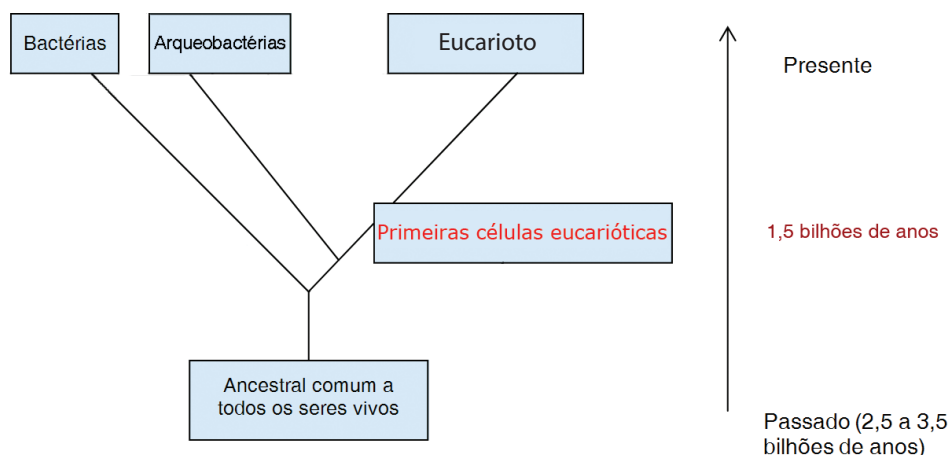 Bactérias
Arqueobactérias
Eucarioto
Presente
Primeiras células eucarióticas
1,5 bilhões de anos
Ancestral comum a
todos os seres vivos
Passado (2,5 a 3,5
bilhões de anos)